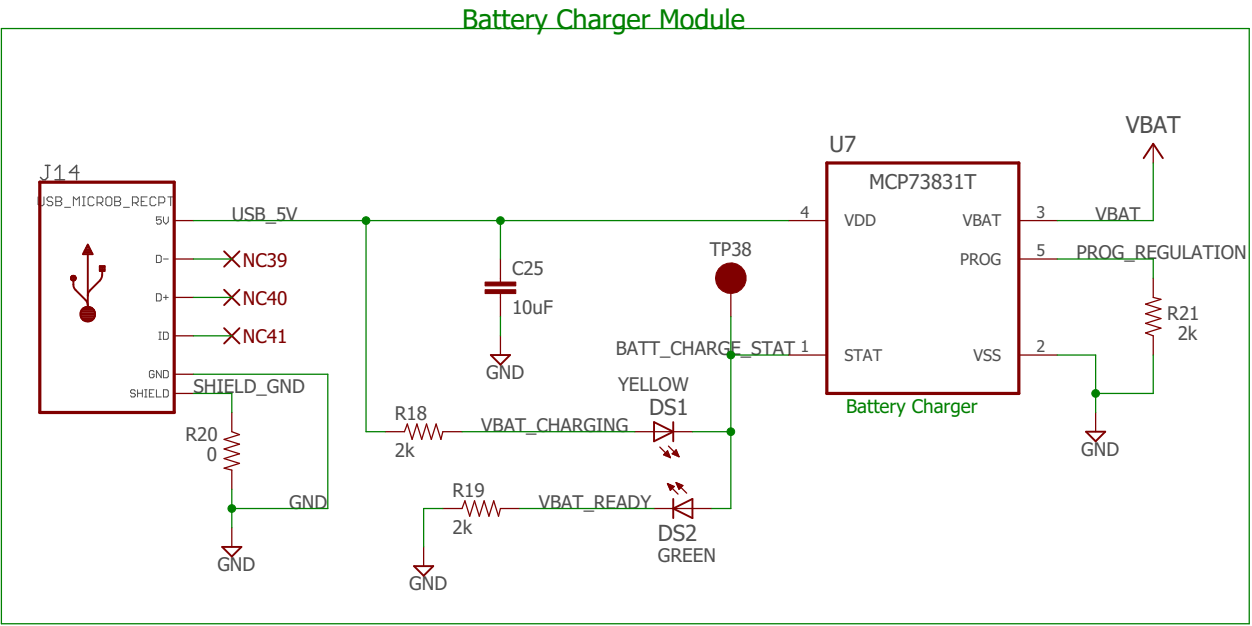 Battery Charger Module
VBAT
U7
J14
MCP73831T
USB_MICROB_RECPT
5V
USB_5V
4
VDD
VBAT
3
VBAT
TP38
D-
NC39
PROG
5
PROG_REGULATION
C25
10uF
D+
NC40
R21
2k
ID
NC41
BATT_CHARGE_STAT
1
STAT
VSS
2
GND
GND
SHIELD
SHIELD_GND
YELLOW
DS1
Battery Charger
R18
2k
VBAT_CHARGING
R20
0
GND
R19
2k
VBAT_READY
GND
DS2
GREEN
GND
GND